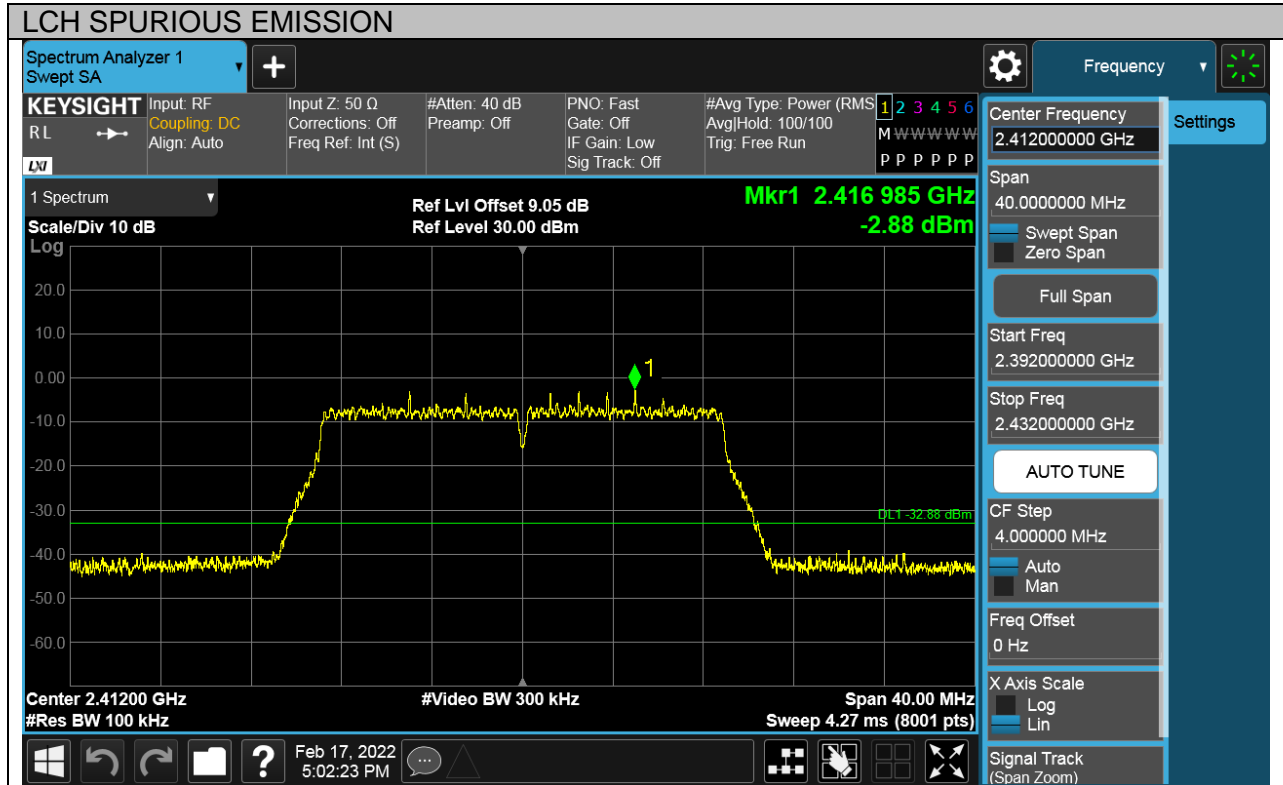 LCH SPURIOUS EMISSION
Spectrum Analyzer 1
Swept SA
Frequency
KEYSIGHT
RL
LXI
Input: RF
Coupling: DC
Align: Auto
Input Z: 50 Ω
Corrections: Off
Freq Ref: Int (S)
#Atten: 40 dB
Preamp: Off
PNO: Fast
Gate: Off
IF Gain: Low
Sig Track: Off
#Avg Type: Power (RMS
Avg|Hold: 100/100
Trig: Free Run
1 2 3 4 5 6
M W W W W W
P P P P P P
1 Spectrum
Scale/Div 10 dB
Log
Ref Lvl Offset 9.05 dB
Ref Level 30.00 dBm
Mkr1 2.416 985 GHz
-2.88 dBm
20.0
10.0
0.00
-10.0
-20.0
-30.0
-40.0
-50.0
-60.0
1
DL1 -32.88 dBm
Center 2.41200 GHz
#Res BW 100 kHz
#Video BW 300 kHz
Span 40.00 MHz
Sweep 4.27 ms (8001 pts)
Feb 17, 2022
5:02:23 PM
?
Center Frequency
2.412000000 GHz
Settings
Span
40.0000000 MHz
Swept Span
Zero Span
Full Span
Start Freq
2.392000000 GHz
Stop Freq
2.432000000 GHz
AUTO TUNE
CF Step
4.000000 MHz
Auto
Man
Freq Offset
0 Hz
X Axis Scale
Log
Lin
Signal Track
(Span Zoom)